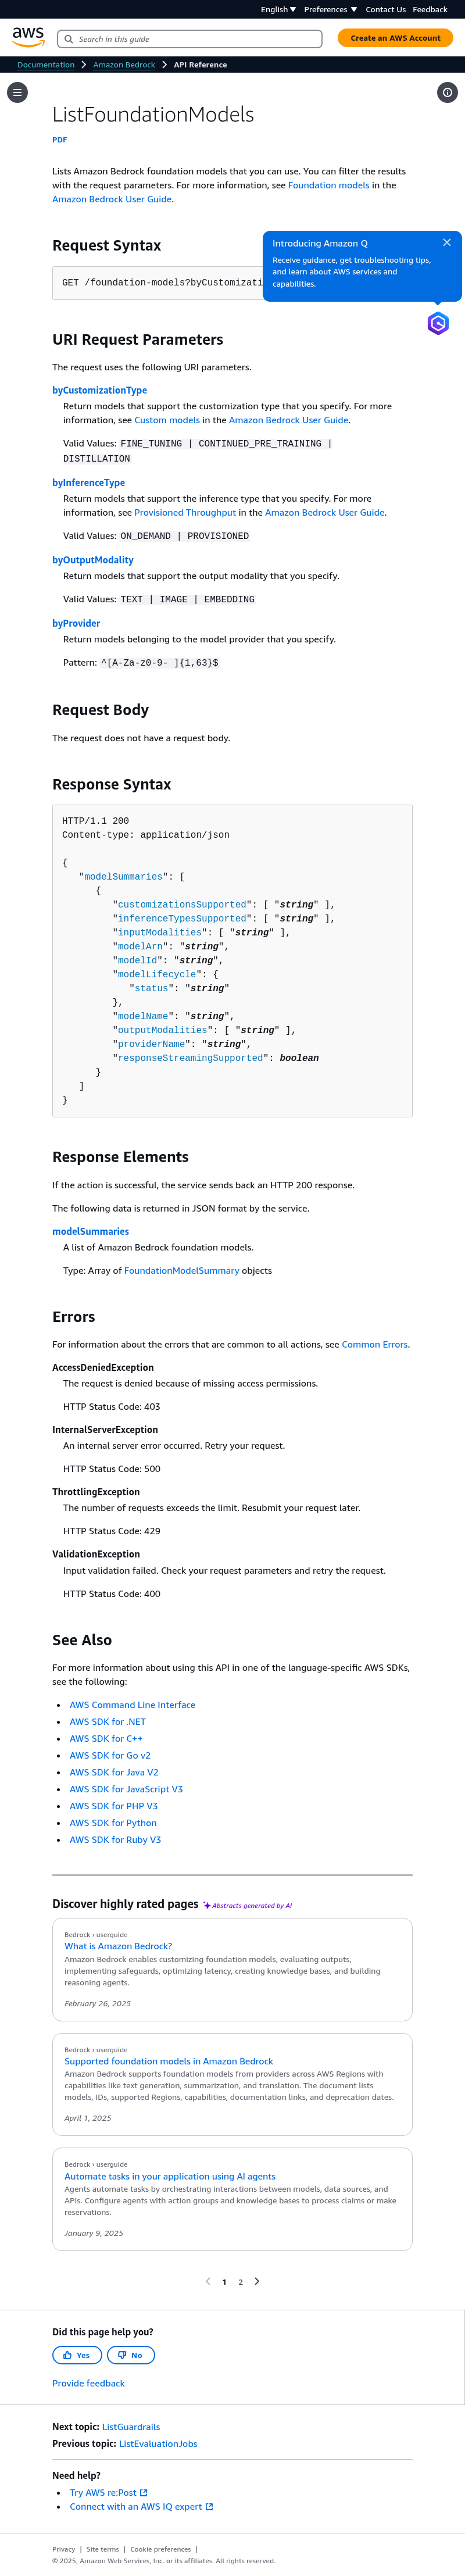 English Preferences Contact Us Feedback
aws
Search in this guide
Create an AWS Account
Documentation Amazon Bedrock API Reference
ListFoundationModels
PDF
Lists Amazon Bedrock foundation models that you can use. You can filter the results
with the request parameters. For more information, see Foundation models in the
Amazon Bedrock User Guide.
Introducing Amazon Q
Receive guidance, get troubleshooting tips,
and learn about AWS services and
capabilities.
Request Syntax
GET /foundation-models?byCustomizati
URI Request Parameters
The request uses the following URI parameters.
byCustomizationType
Return models that support the customization type that you specify. For more
information, see Custom models in the Amazon Bedrock User Guide.
Valid Values: FINE_TUNING | CONTINUED_PRE_TRAINING |
DISTILLATION
byInferenceType
Return models that support the inference type that you specify. For more
information, see Provisioned Throughput in the Amazon Bedrock User Guide.
Valid Values: ON_DEMAND | PROVISIONED
byOutputModality
Return models that support the output modality that you specify.
Valid Values: TEXT | IMAGE | EMBEDDING
byProvider
Return models belonging to the model provider that you specify.
Pattern: ^[A-Za-z0-9- ]{1,63}$
Request Body
The request does not have a request body.
Response Syntax
HTTP/1.1 200
Content-type: application/json
{
"modelSummaries": [
{
"customizationsSupported": [ "string" ],
"inferenceTypesSupported": [ "string" ],
"inputModalities": [ "string" ],
"modelArn": "string",
"modelId": "string",
"modelLifecycle": {
"status": "string"
},
"modelName": "string",
"outputModalities": [ "string" ],
"providerName": "string",
"responseStreamingSupported": boolean
}
]
}
Response Elements
If the action is successful, the service sends back an HTTP 200 response.
The following data is returned in JSON format by the service.
modelSummaries
A list of Amazon Bedrock foundation models.
Type: Array of FoundationModelSummary objects
Errors
For information about the errors that are common to all actions, see Common Errors.
AccessDeniedException
The request is denied because of missing access permissions.
HTTP Status Code: 403
InternalServerException
An internal server error occurred. Retry your request.
HTTP Status Code: 500
ThrottlingException
The number of requests exceeds the limit. Resubmit your request later.
HTTP Status Code: 429
ValidationException
Input validation failed. Check your request parameters and retry the request.
HTTP Status Code: 400
See Also
For more information about using this API in one of the language-specific AWS SDKs,
see the following:
• AWS Command Line Interface
• AWS SDK for .NET
• AWS SDK for C++
• AWS SDK for Go v2
• AWS SDK for Java V2
• AWS SDK for JavaScript V3
• AWS SDK for PHP V3
• AWS SDK for Python
• AWS SDK for Ruby V3
Discover highly rated pages Abstracts generated by AI
Bedrock › userguide
What is Amazon Bedrock?
Amazon Bedrock enables customizing foundation models, evaluating outputs,
implementing safeguards, optimizing latency, creating knowledge bases, and building
reasoning agents.
February 26, 2025
Bedrock › userguide
Supported foundation models in Amazon Bedrock
Amazon Bedrock supports foundation models from providers across AWS Regions with
capabilities like text generation, summarization, and translation. The document lists
models, IDs, supported Regions, capabilities, documentation links, and deprecation dates.
April 1, 2025
Bedrock › userguide
Automate tasks in your application using AI agents
Agents automate tasks by orchestrating interactions between models, data sources, and
APIs. Configure agents with action groups and knowledge bases to process claims or make
reservations.
January 9, 2025
1 2
Did this page help you?
Yes No
Provide feedback
Next topic: ListGuardrails
Previous topic: ListEvaluationJobs
Need help?
• Try AWS re:Post
• Connect with an AWS IQ expert
Privacy | Site terms | Cookie preferences |
© 2025, Amazon Web Services, Inc. or its affiliates. All rights reserved.